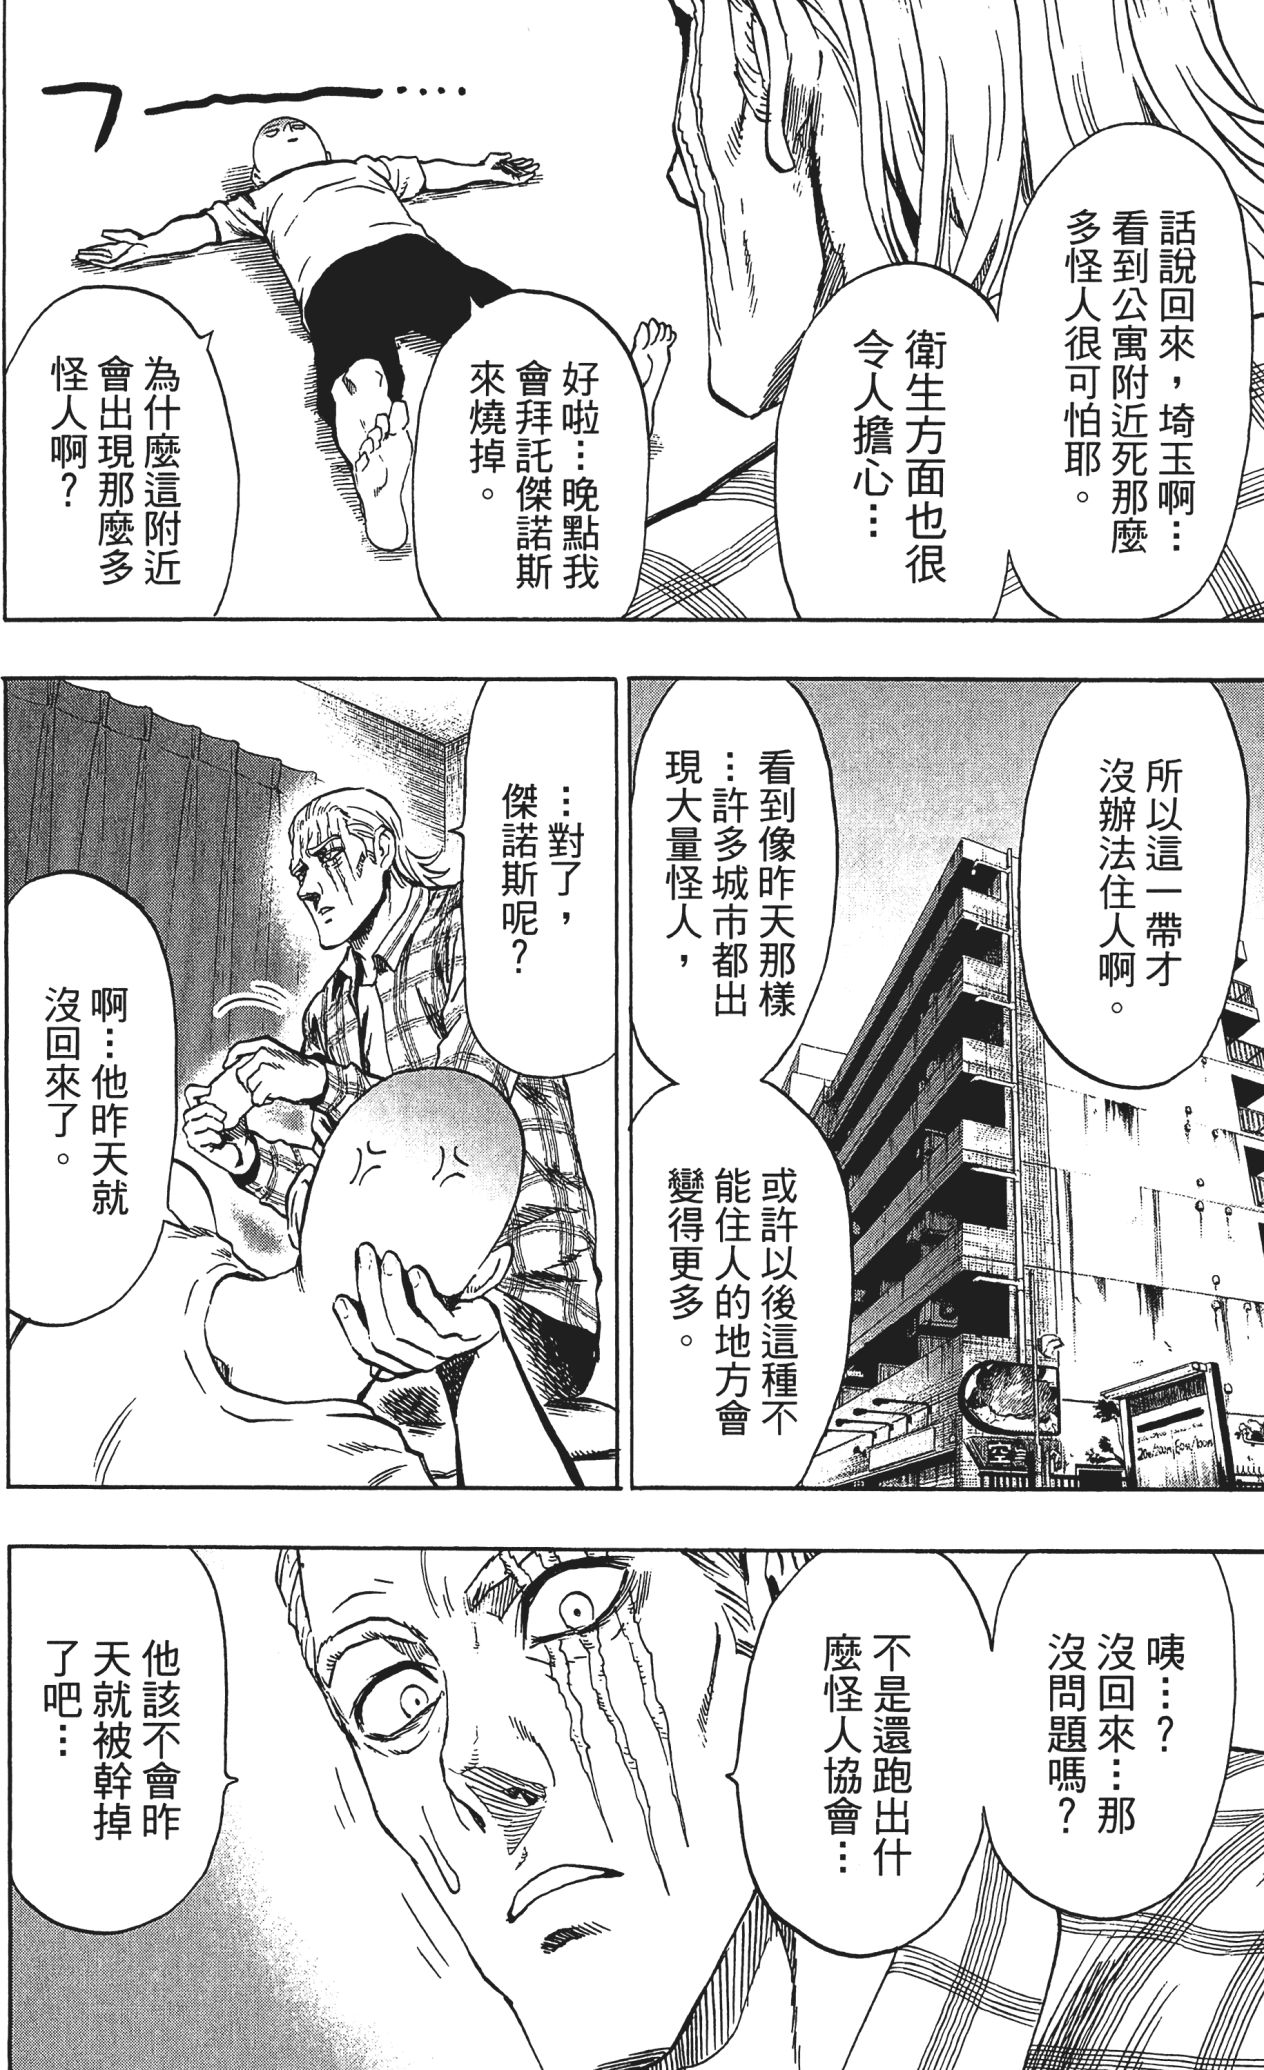 話說回來，埼玉啊…
看到公寓附近死那麼
多怪人很可怕耶。
衛生方面也很
令人擔心…
好啦…晚點我
會拜託傑諾斯
來燒掉。
為什麼這附近
會出現那麼多
怪人啊？
フー……
所以這一帶才
沒辦法住人啊。
看到像昨天那樣
…許多城市都出
現大量怪人，
或許以後這種不
能住人的地方會
變得更多。
空
…對了，
傑諾斯呢？
啊…他昨天就
沒回來了。
咦…？
沒回來…那
沒問題嗎？
不是還跑出什
麼怪人協會…
他該不會昨
天就被幹掉
了吧…